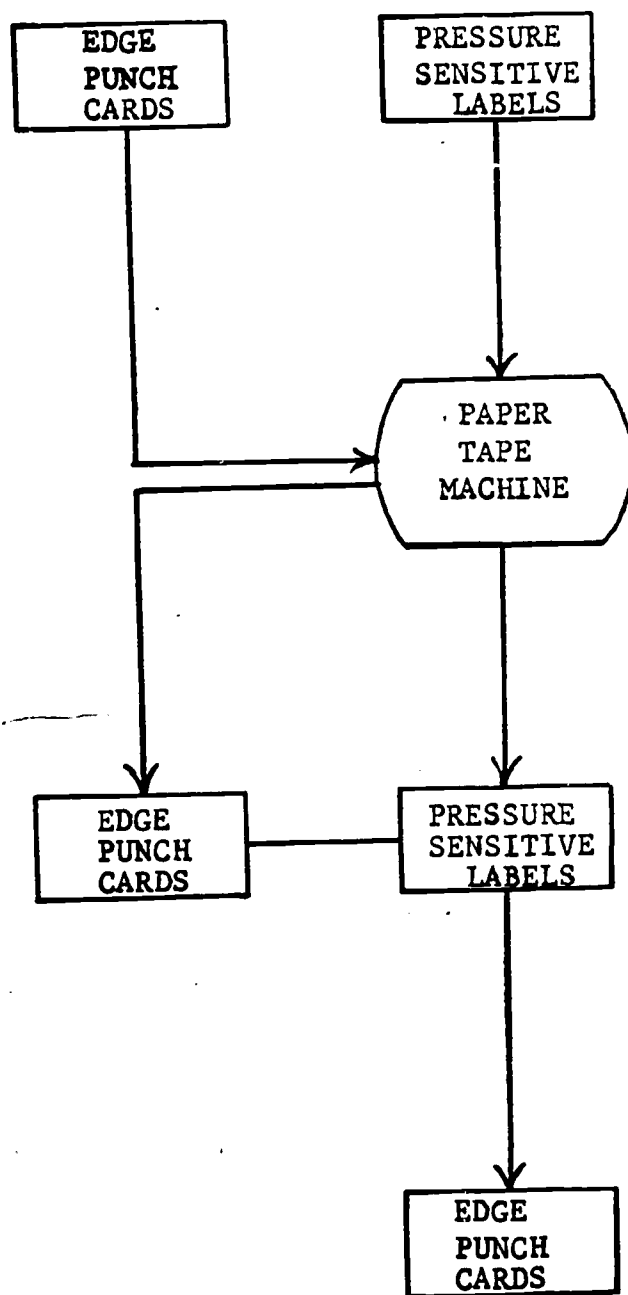 EDGE
PUNCH
CARDS
PRESSURE
SENSITIVE
LABELS
PAPER
TAPE
MACHINE
EDGE
PUNCH
CARDS
PRESSURE
SENSITIVE
LABELS
EDGE
PUNCH
CARDS